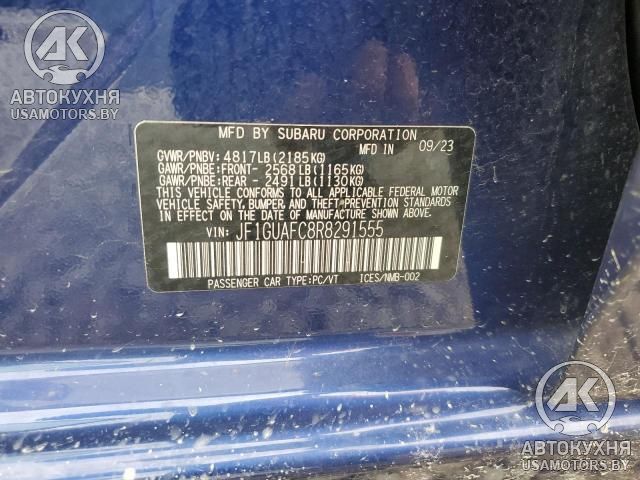 AK
АВТОКУХНЯ
USAMOTORS.BY
MFD BY SUBARU CORPORATION
MFD IN 09/23
GVWR/PNBV: 4817LB(2185KG)
GAWR/PNBE:FRONT- 2568LB(1165KG)
GAWR/PNBE:REAR - 2491LB(1130KG)
THIS VEHICLE CONFORMS TO ALL APPLICABLE FEDERAL MOTOR
VEHICLE SAFETY, BUMPER, AND THEFT PREVENTION STANDARDS
IN EFFECT ON THE DATE OF MANUFACTURE SHOWN ABOVE.
VIN: JF1GUAFC8R8291555
PASSENGER CAR TYPE:PC/VT ICES/NMB-002
AK
АВТОКУХНЯ
USAMOTORS.BY